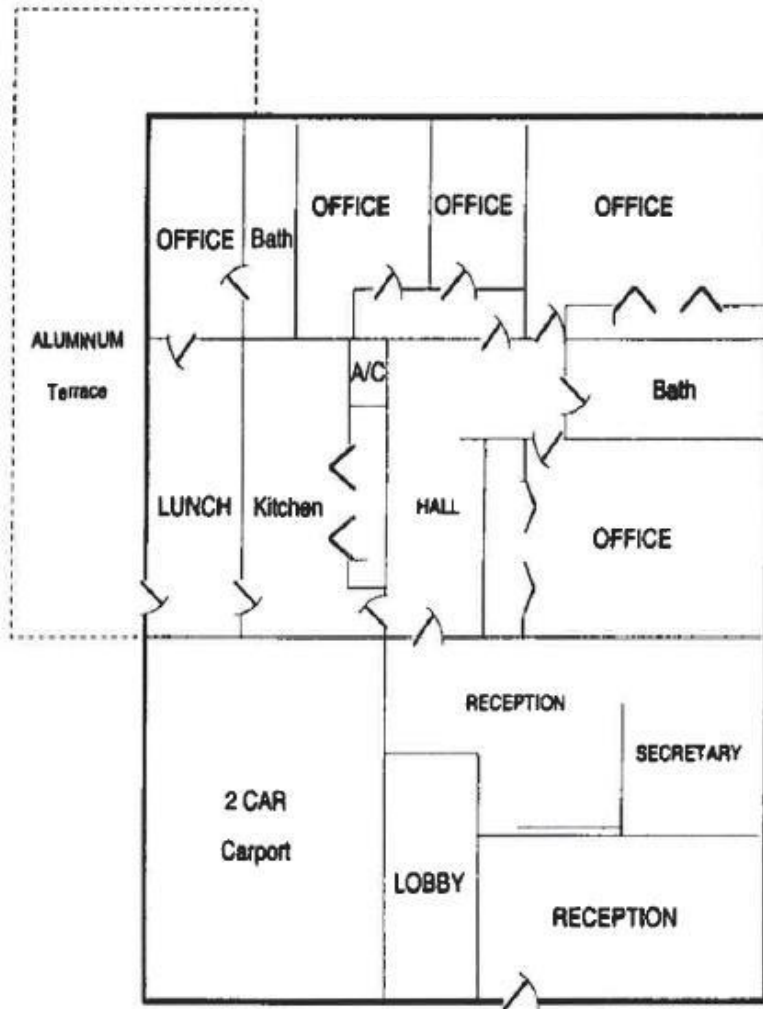 OFFICE
Bath
OFFICE
OFFICE
OFFICE
ALUMINUM
Terrace
A/C
Bath
LUNCH
Kitchen
HALL
OFFICE
RECEPTION
SECRETARY
2 CAR
Carport
LOBBY
RECEPTION